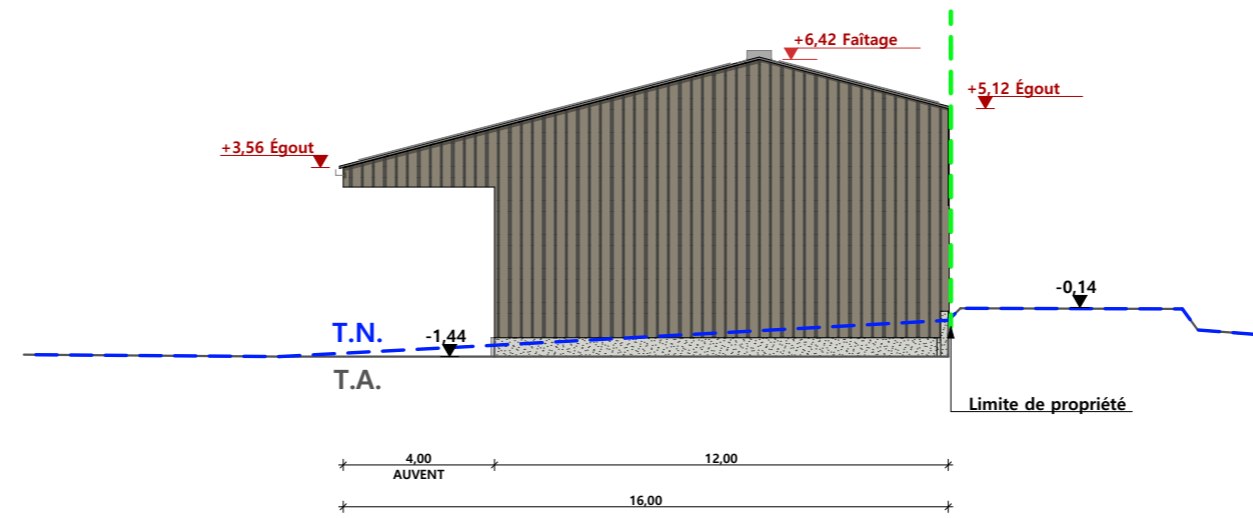 +6,42 Faîtage
+5,12 Égout
+3,56 Égout
-0,14
T.N.
-1,44
T.A.
Limite de propriété
4,00
12,00
AUVENT
16,00